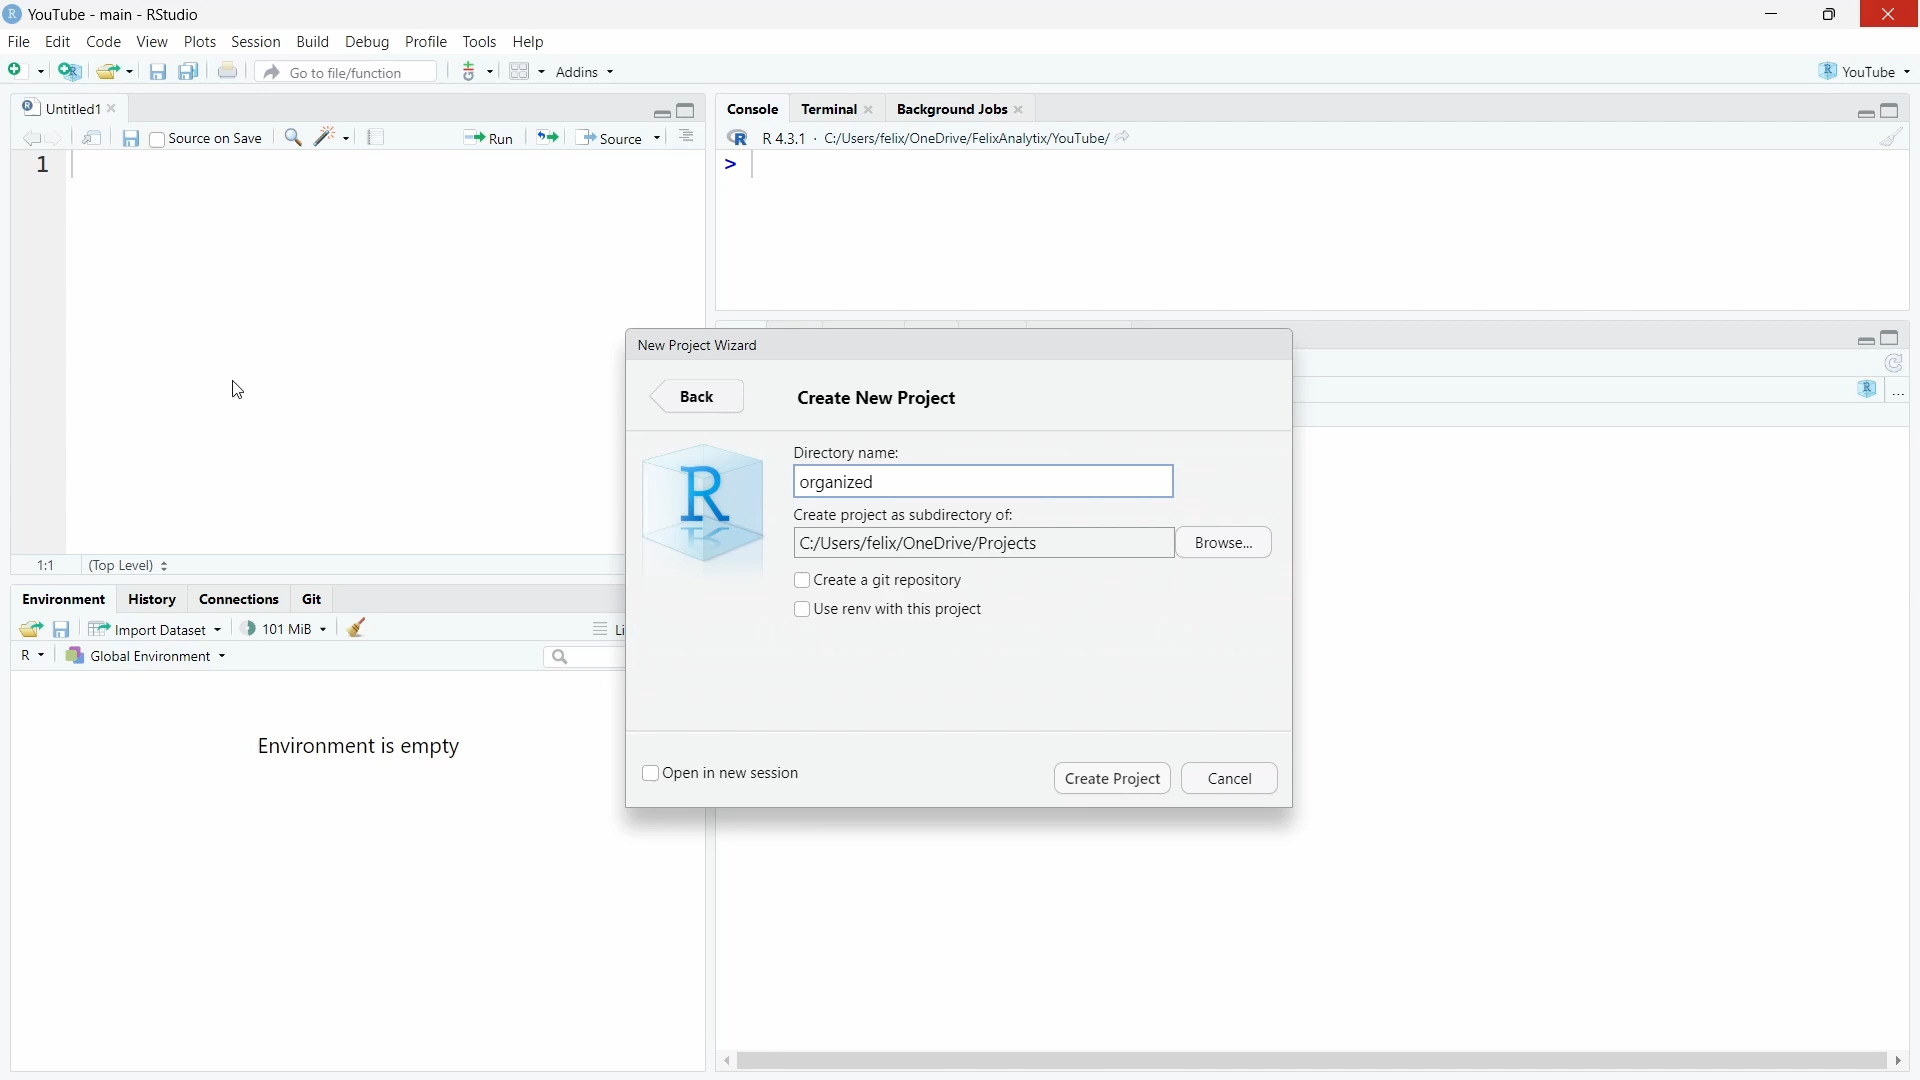 R YouTube - main - RStudio
File Edit Code View Plots Session Build Debug Profile Tools Help
Go to file/function Addins YouTube
Untitled1
Source on Save Run Source
1
1:1 (Top Level)
Console Terminal Background Jobs
R 4.3.1 · C:/Users/felix/OneDrive/FelixAnalytix/YouTube/
>
...
New Project Wizard
Back Create New Project
R
Directory name:
organized
Create project as subdirectory of:
C:/Users/felix/OneDrive/Projects Browse...
Create a git repository
Use renv with this project
Open in new session Create Project Cancel
Environment History Connections Git
Import Dataset 101 MiB Li
R Global Environment
Environment is empty